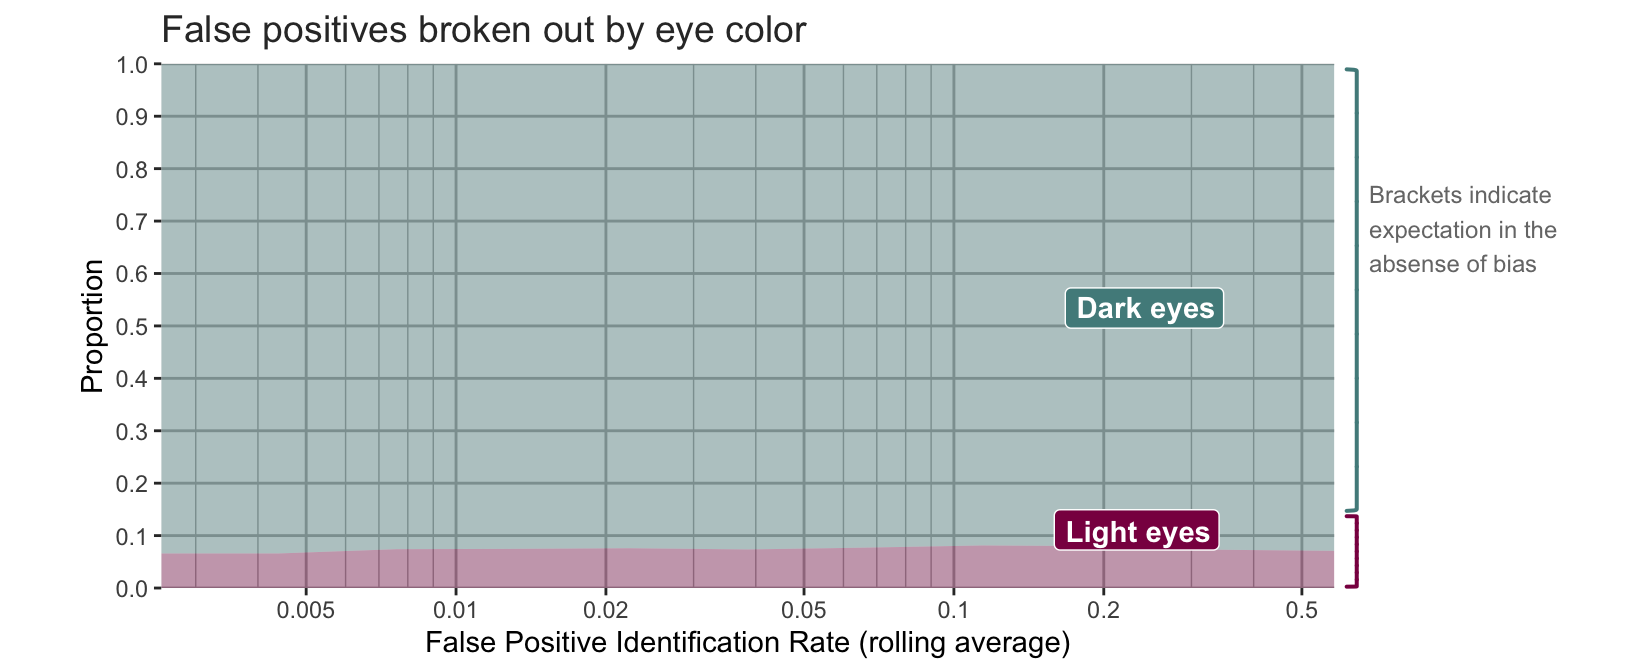 False positives broken out by eye color
1.0
0.9
0.8
0.7
0.6
0.5
0.4
0.3
0.2
0.1
0.0
Proportion
Dark eyes
Light eyes
Brackets indicate
expectation in the
absense of bias
0.005 0.01 0.02 0.05 0.1 0.2 0.5
False Positive Identification Rate (rolling average)